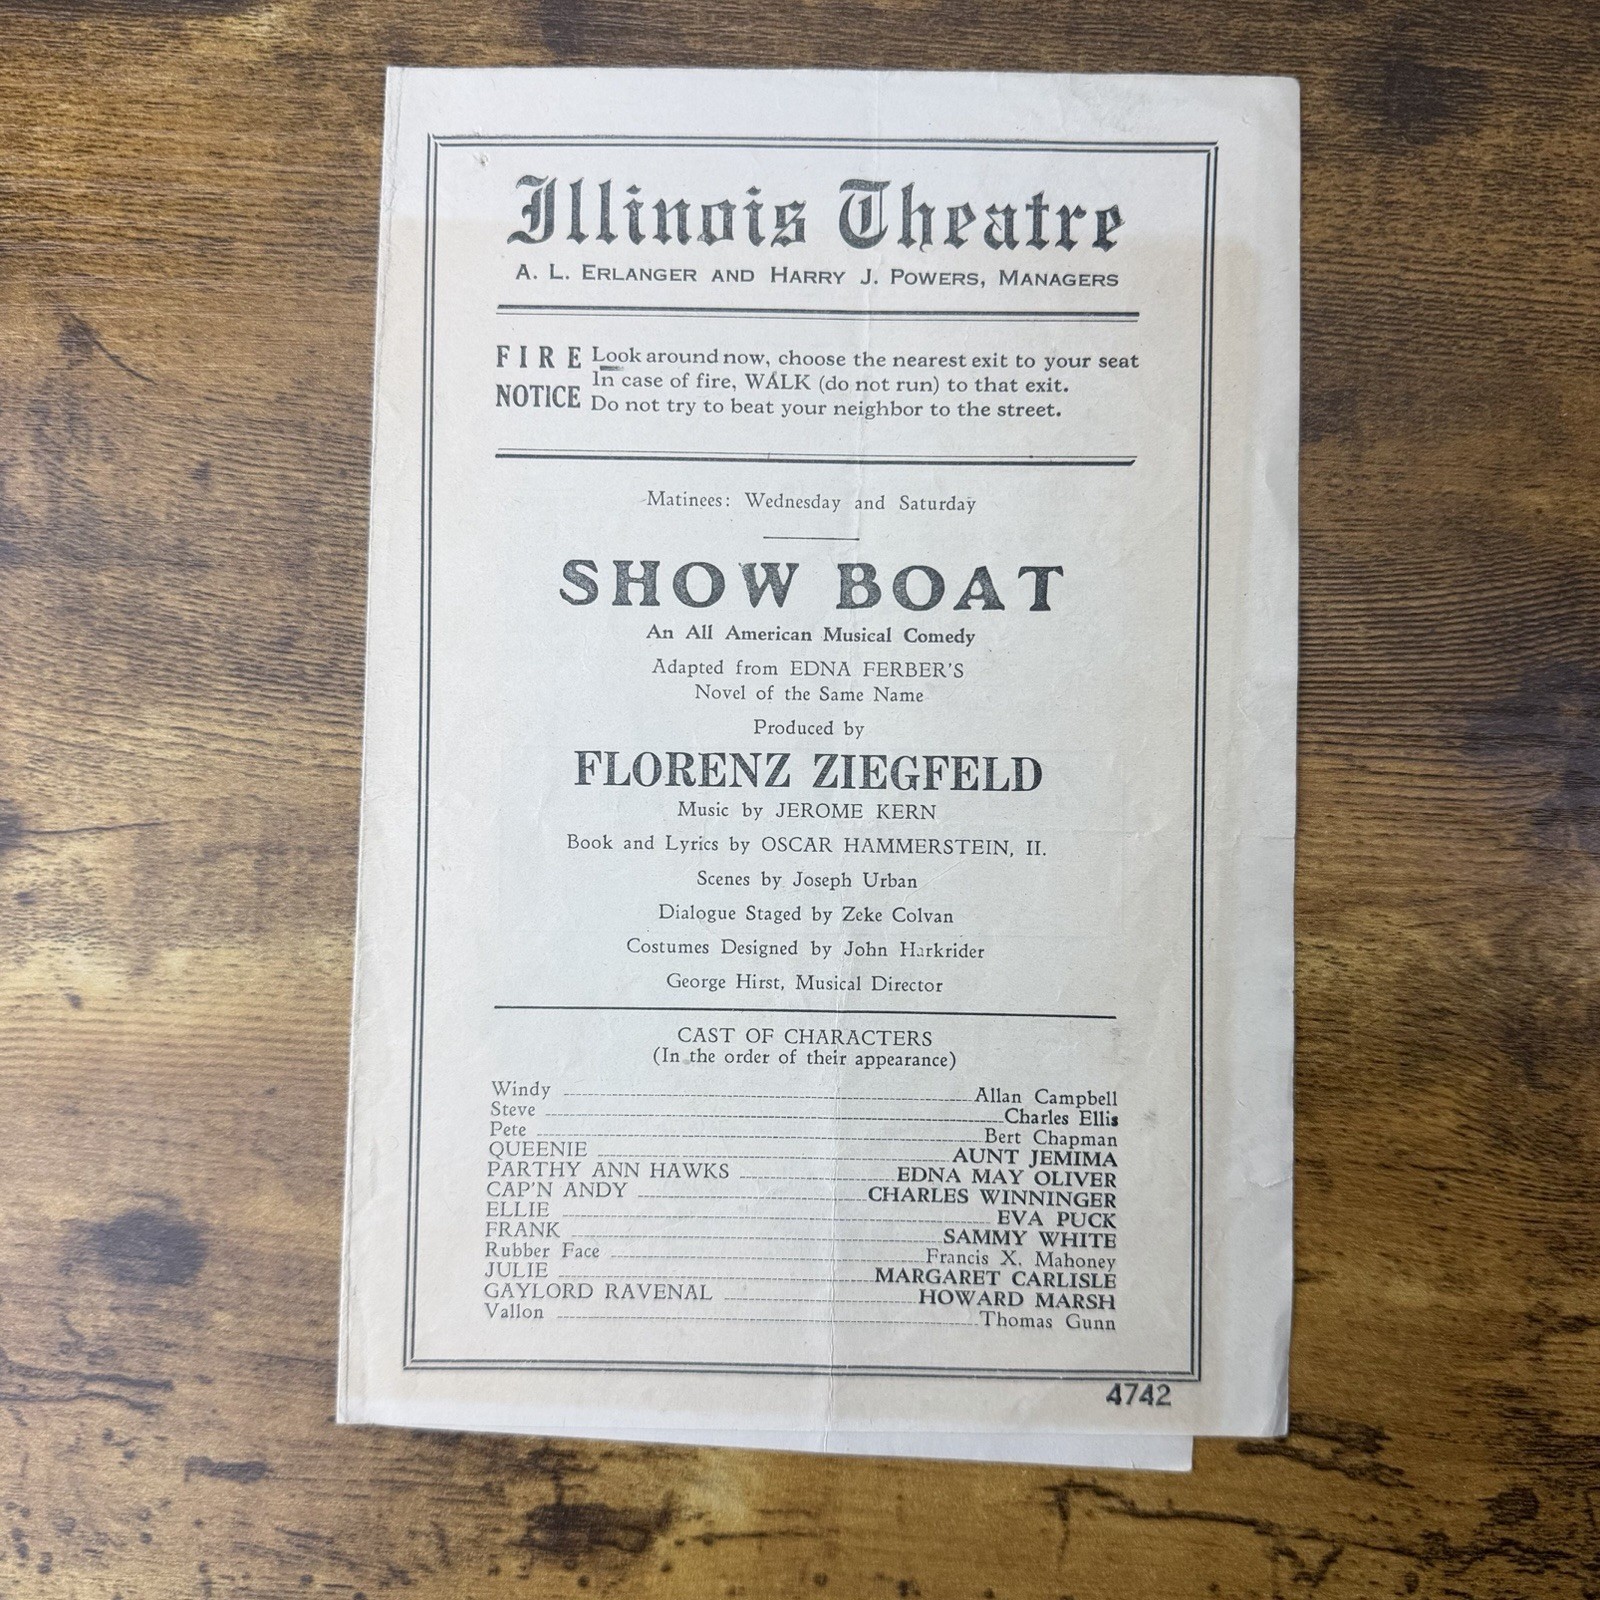 Illinois Theatre
A. L. Erlanger and Harry J. Powers, Managers
FIRE NOTICE
Look around now, choose the nearest exit to your seat
In case of fire, WALK (do not run) to that exit.
Do not try to beat your neighbor to the street.
Matinees: Wednesday and Saturday
SHOW BOAT
An All American Musical Comedy
Adapted from EDNA FERBER'S
Novel of the Same Name
Produced by
FLORENZ ZIEGFELD
Music by JEROME KERN
Book and Lyrics by OSCAR HAMMERSTEIN, II.
Scenes by Joseph Urban
Dialogue Staged by Zeke Colvan
Costumes Designed by John Harkrider
George Hirst, Musical Director
CAST OF CHARACTERS
(In the order of their appearance)
Windy Allan Campbell
Steve Charles Ellis
Pete Bert Chapman
QUEENIE AUNT JEMIMA
PARTHY ANN HAWKS EDNA MAY OLIVER
CAP'N ANDY CHARLES WINNINGER
ELLIE EVA PUCK
FRANK SAMMY WHITE
Rubber Face Francis X. Mahoney
JULIE MARGARET CARLISLE
GAYLORD RAVENAL HOWARD MARSH
Vallon Thomas Gunn
4742